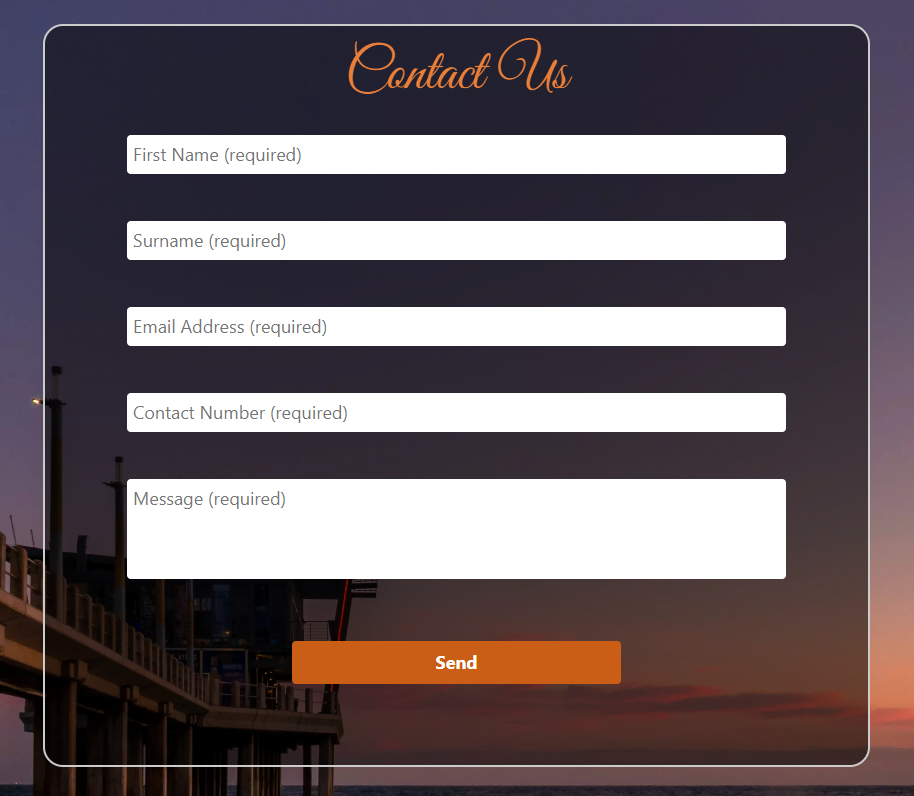 Contact Us
First Name (required)
Surname (required)
Email Address (required)
Contact Number (required)
Message (required)
Send